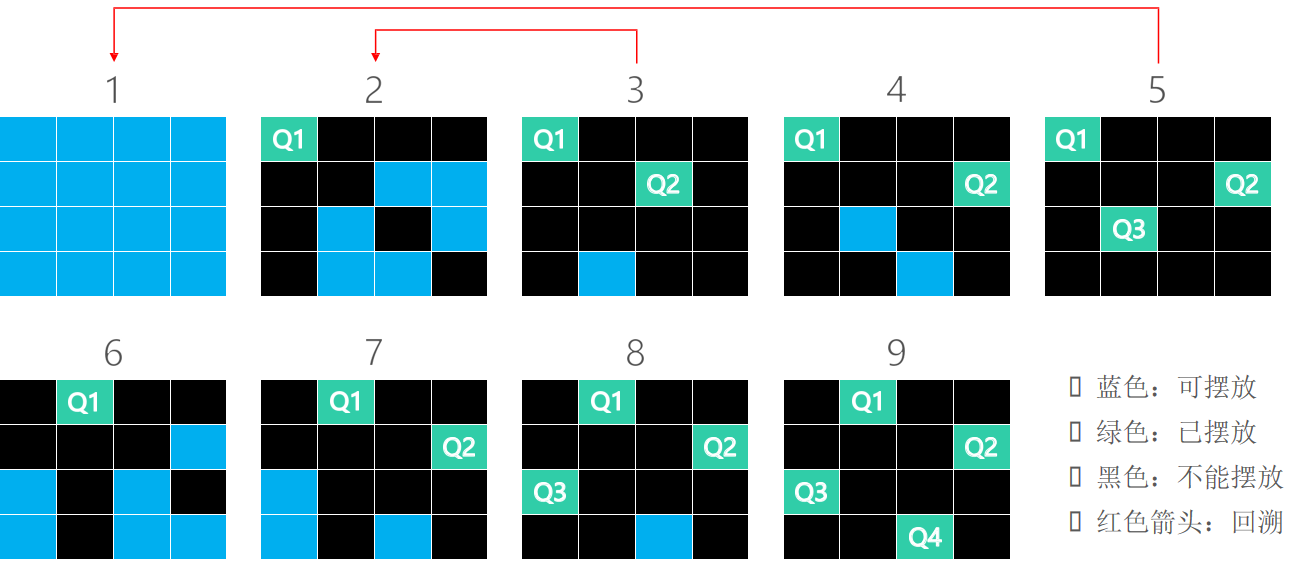 1 2 3 4 5
Q1 Q1 Q1 Q1
Q2 Q2 Q2
Q3
6 7 8 9
Q1 Q1 Q1 Q1
Q2 Q2 Q2
Q3 Q3
Q4
蓝色：可摆放
绿色：已摆放
黑色：不能摆放
红色箭头：回溯